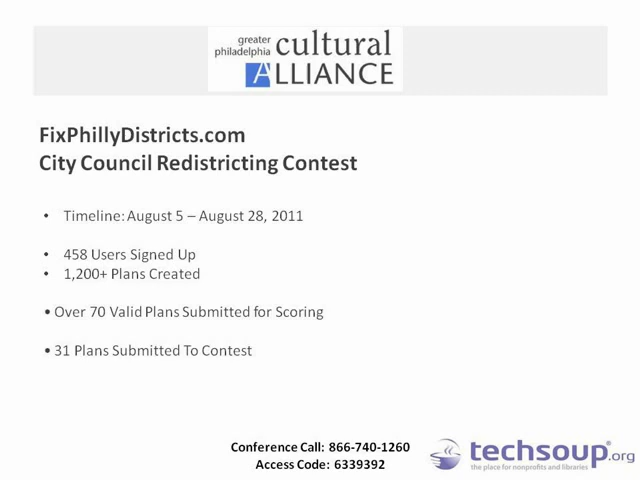 greater
philadelphia
cultural
ALLIANCE
FixPhillyDistricts.com
City Council Redistricting Contest
• Timeline: August 5 – August 28, 2011
• 458 Users Signed Up
• 1,200+ Plans Created
• Over 70 Valid Plans Submitted for Scoring
• 31 Plans Submitted To Contest
Conference Call: 866-740-1260
Access Code: 6339392
techsoup.org
the place for nonprofits and libraries